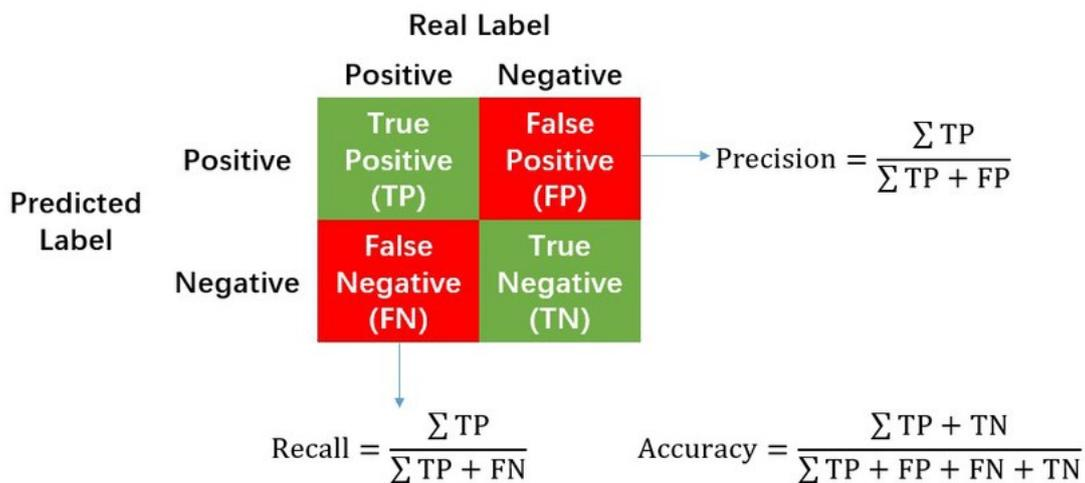 Real Label
Positive Negative
Predicted
Label
Positive
True
Positive
(TP)
False
Positive
(FP)
Precision = ∑ TP / ∑ TP + FP
Negative
False
Negative
(FN)
True
Negative
(TN)
Recall = ∑ TP / ∑ TP + FN
Accuracy = ∑ TP + TN / ∑ TP + FP + FN + TN